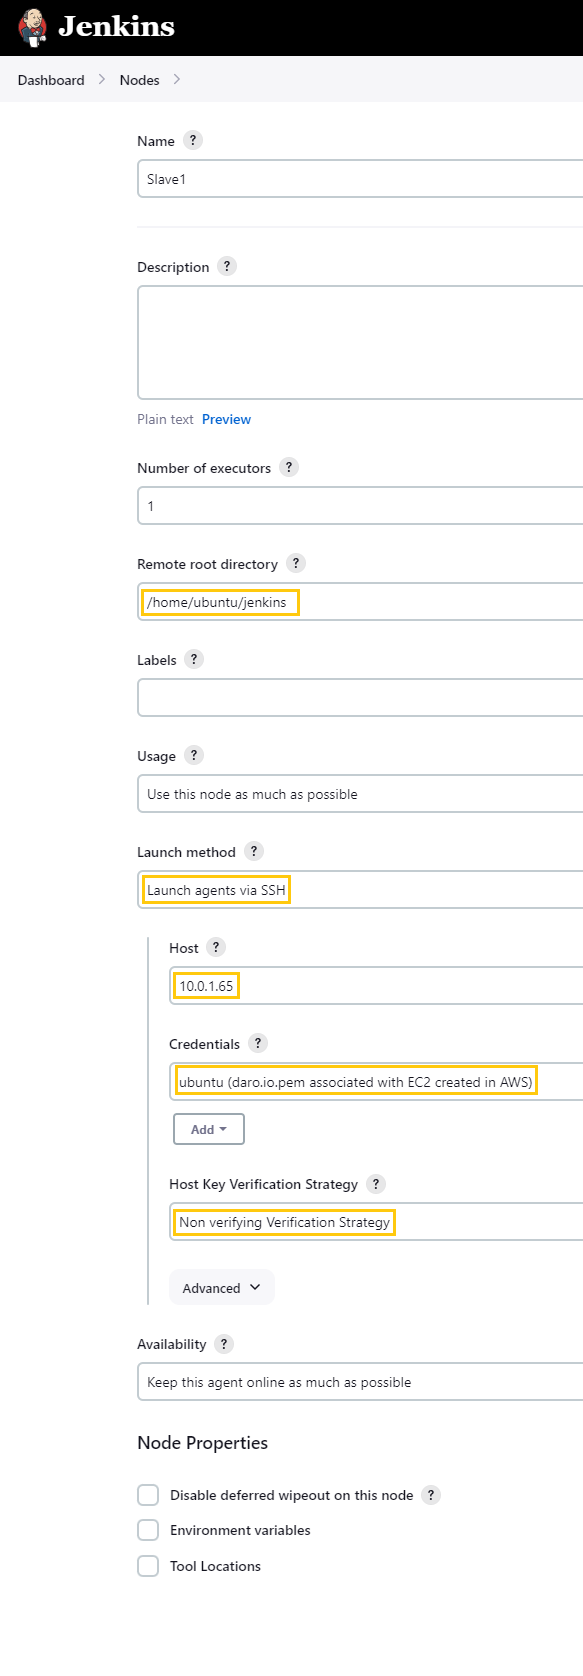 Jenkins
Dashboard
Nodes
Name ?
Slave1
Description ?
Plain text Preview
Number of executors ?
1
Remote root directory ?
/home/ubuntu/jenkins
Labels ?
Usage ?
Use this node as much as possible
Launch method ?
Launch agents via SSH
Host ?
10.0.1.65
Credentials ?
ubuntu (daro.io.pem associated with EC2 created in AWS)
Add
Host Key Verification Strategy ?
Non verifying Verification Strategy
Advanced
Availability ?
Keep this agent online as much as possible
Node Properties
Disable deferred wipeout on this node ?
Environment variables
Tool Locations